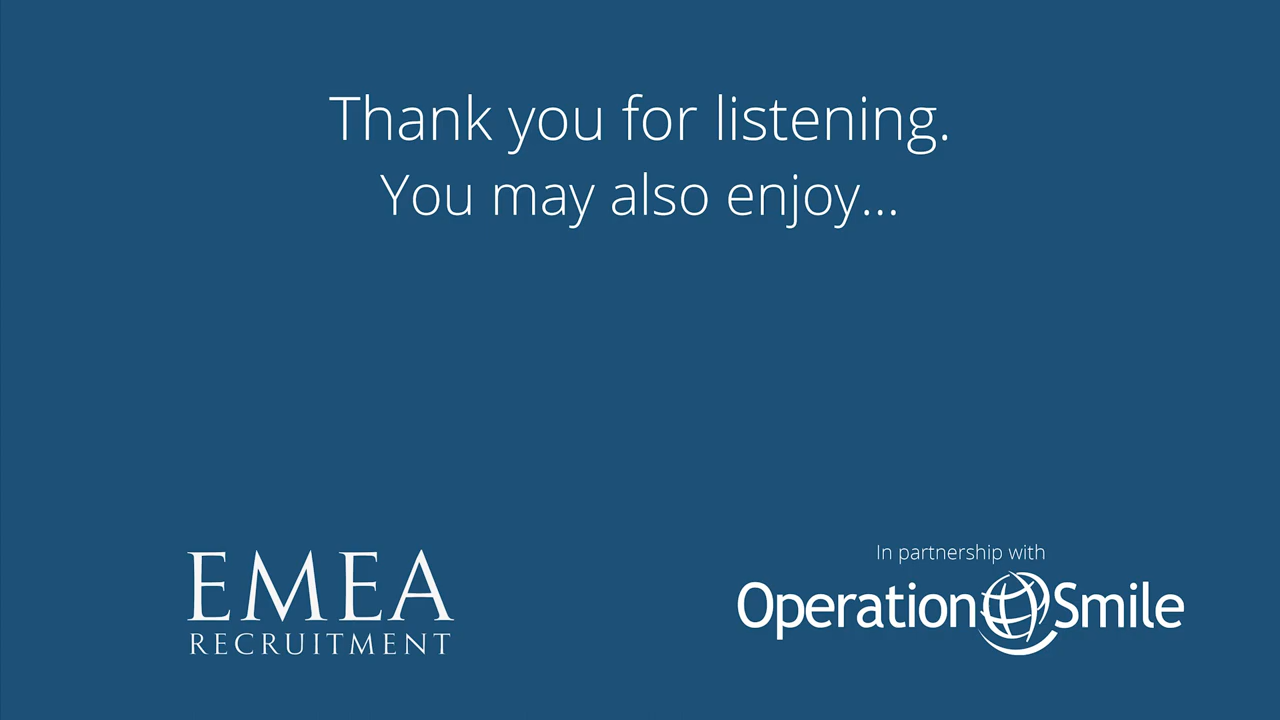 Thank you for listening.
You may also enjoy...
EMEA
RECRUITMENT
In partnership with
Operation Smile